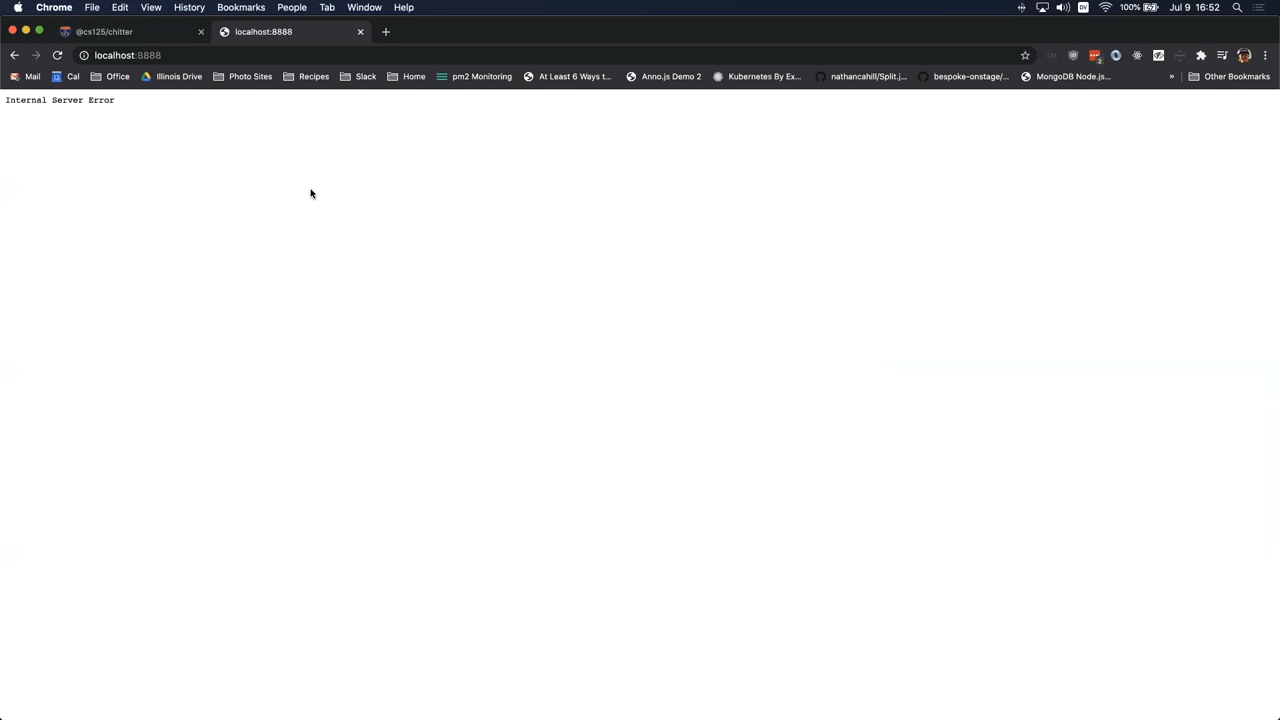 Chrome File Edit View History Bookmarks People Tab Window Help DV 100% Jul 9 16:52
@cs125/chitter localhost:8888
localhost:8888
Mail Cal Office Illinois Drive Photo Sites Recipes Slack Home pm2 Monitoring At Least 6 Ways t... Anno.js Demo 2 Kubernetes By Ex... nathancahill/Split.j... bespoke-onstage/... MongoDB Node.js... » Other Bookmarks
Internal Server Error